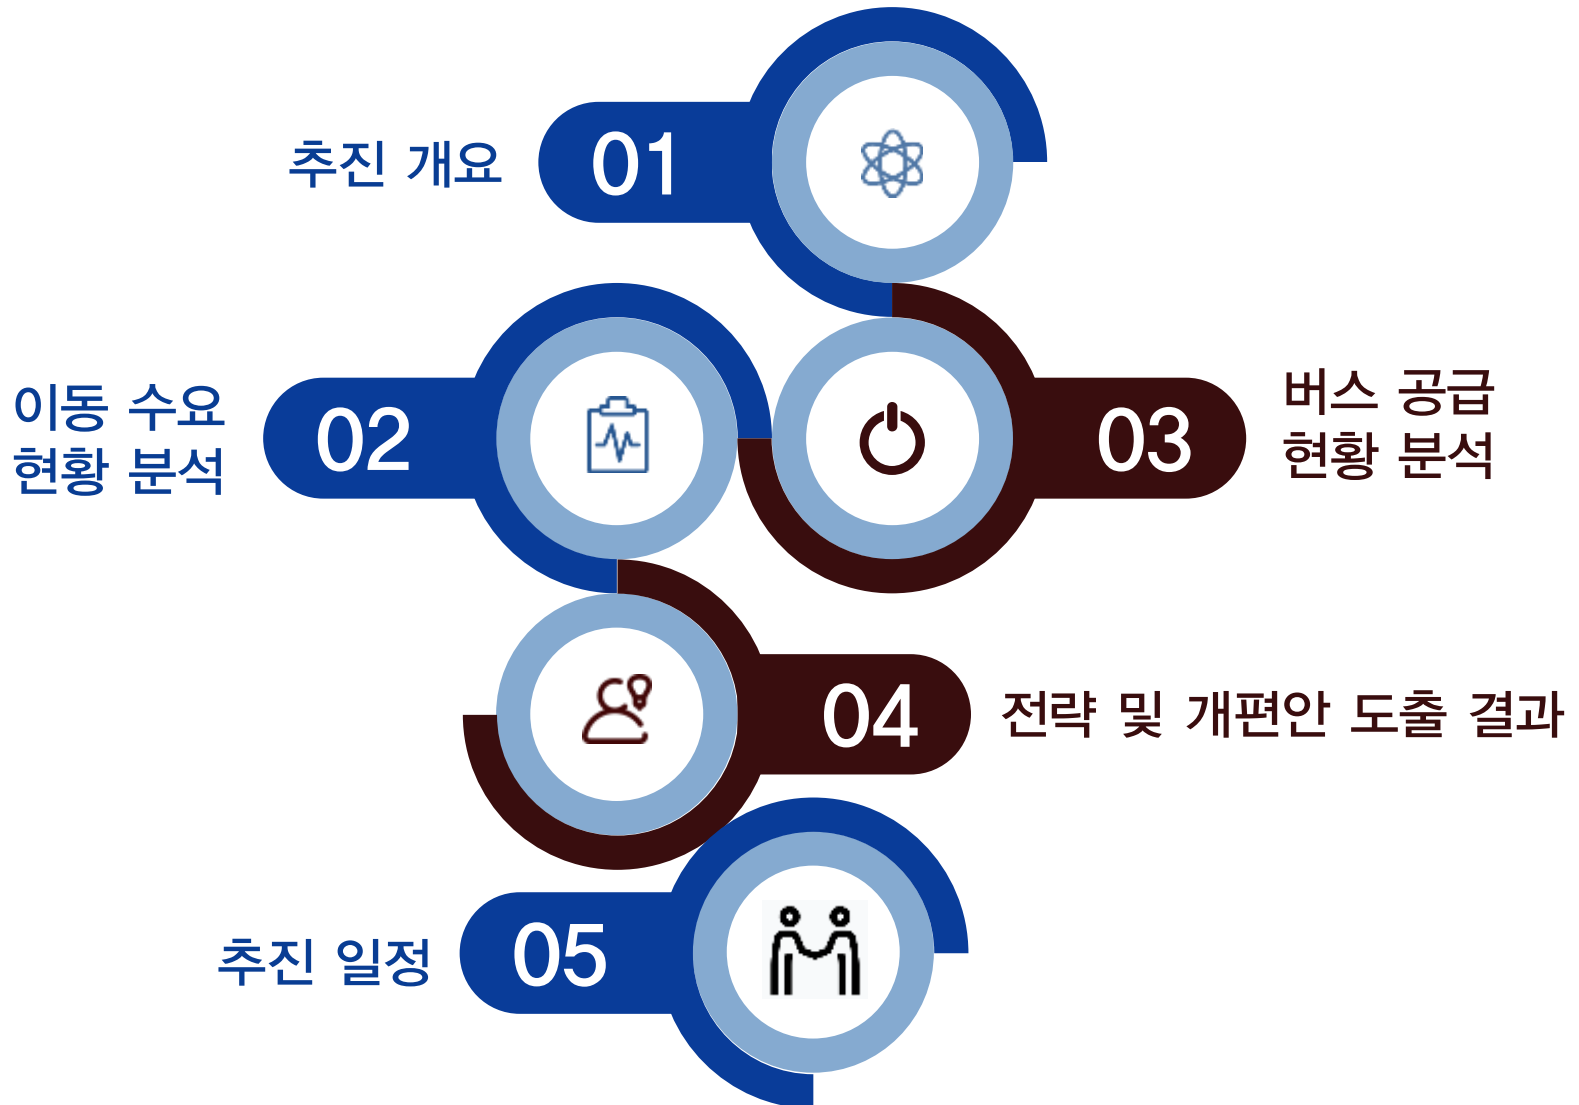 추진 개요
01
02
이동 수요
현황 분석
03
버스 공급
현황 분석
04
전략 및 개편안 도출 결과
05
추진 일정